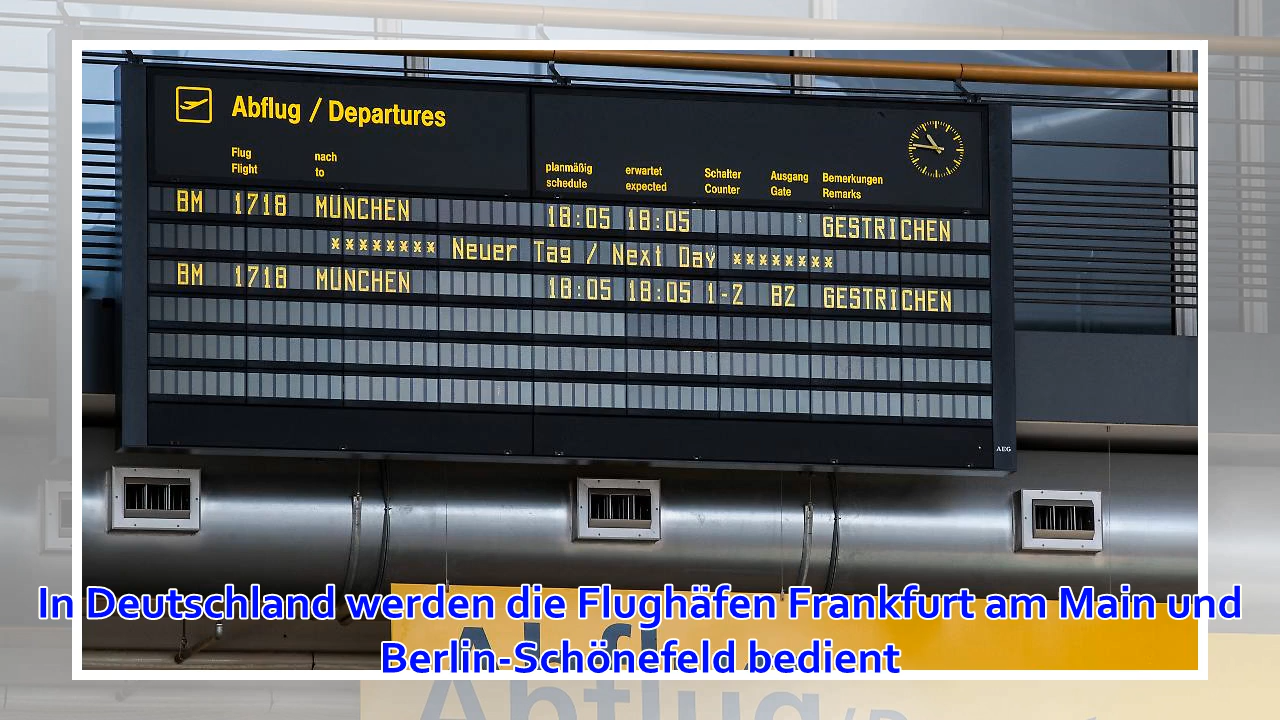 Abflug / Departures
Flug nach planmäßig erwartet Schalter Ausgang Bemerkungen
Flight to schedule expected Counter Gate Remarks
BM 1718 MÜNCHEN 18:05 18:05 GESTRICHEN
******** Neuer Tag / Next Day ********
BM 1718 MÜNCHEN 18:05 18:05 1-2 B2 GESTRICHEN
AEG
In Deutschland werden die Flughäfen Frankfurt am Main und
Berlin-Schönefeld bedient
Abflug